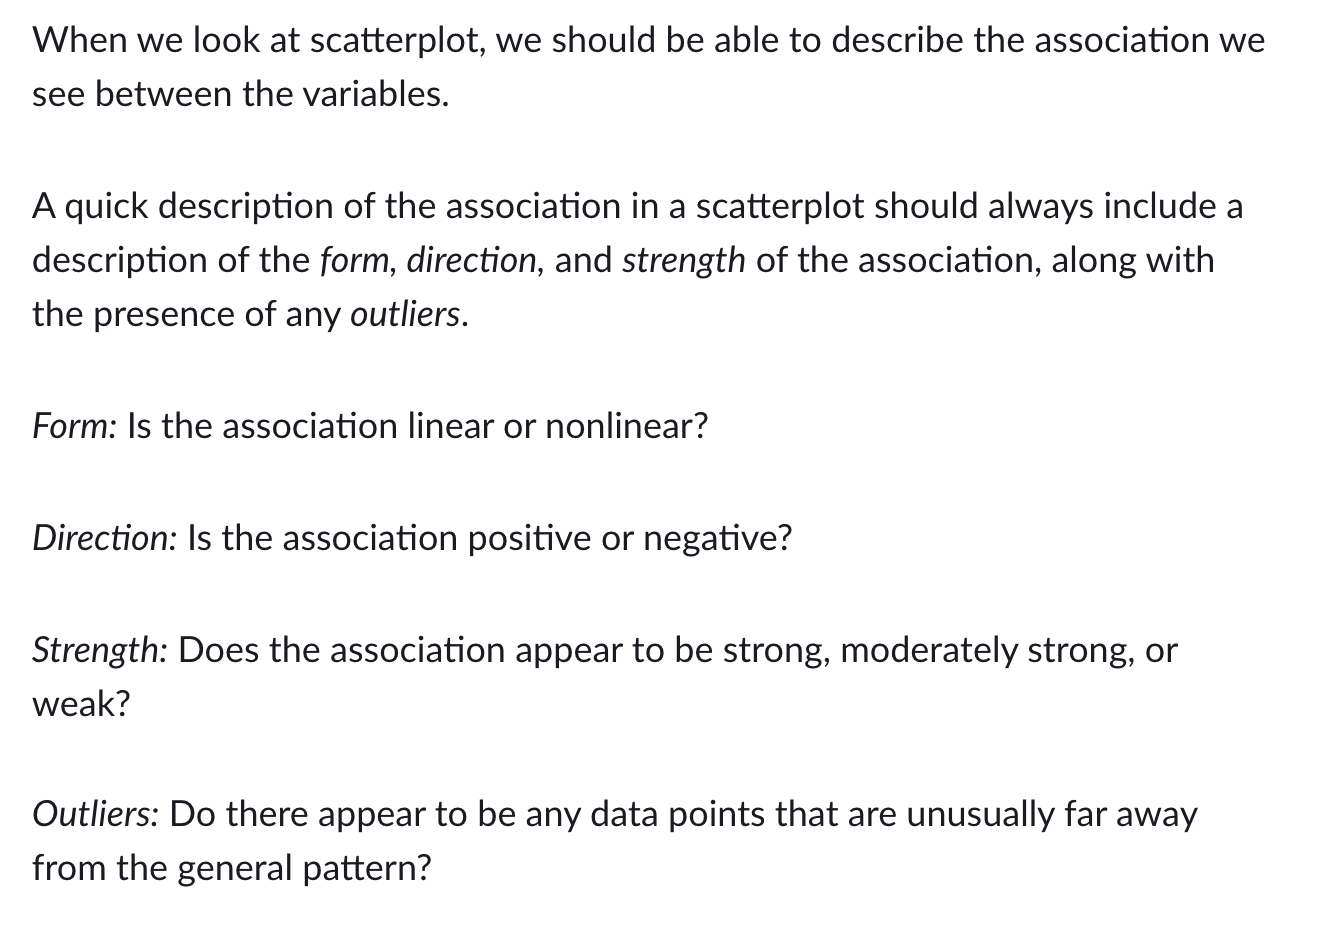 When we look at scatterplot, we should be able to describe the association we
see between the variables.
A quick description of the association in a scatterplot should always include a
description of the form, direction, and strength of the association, along with
the presence of any outliers.
Form: Is the association linear or nonlinear?
Direction: Is the association positive or negative?
Strength: Does the association appear to be strong, moderately strong, or
weak?
Outliers: Do there appear to be any data points that are unusually far away
from the general pattern?